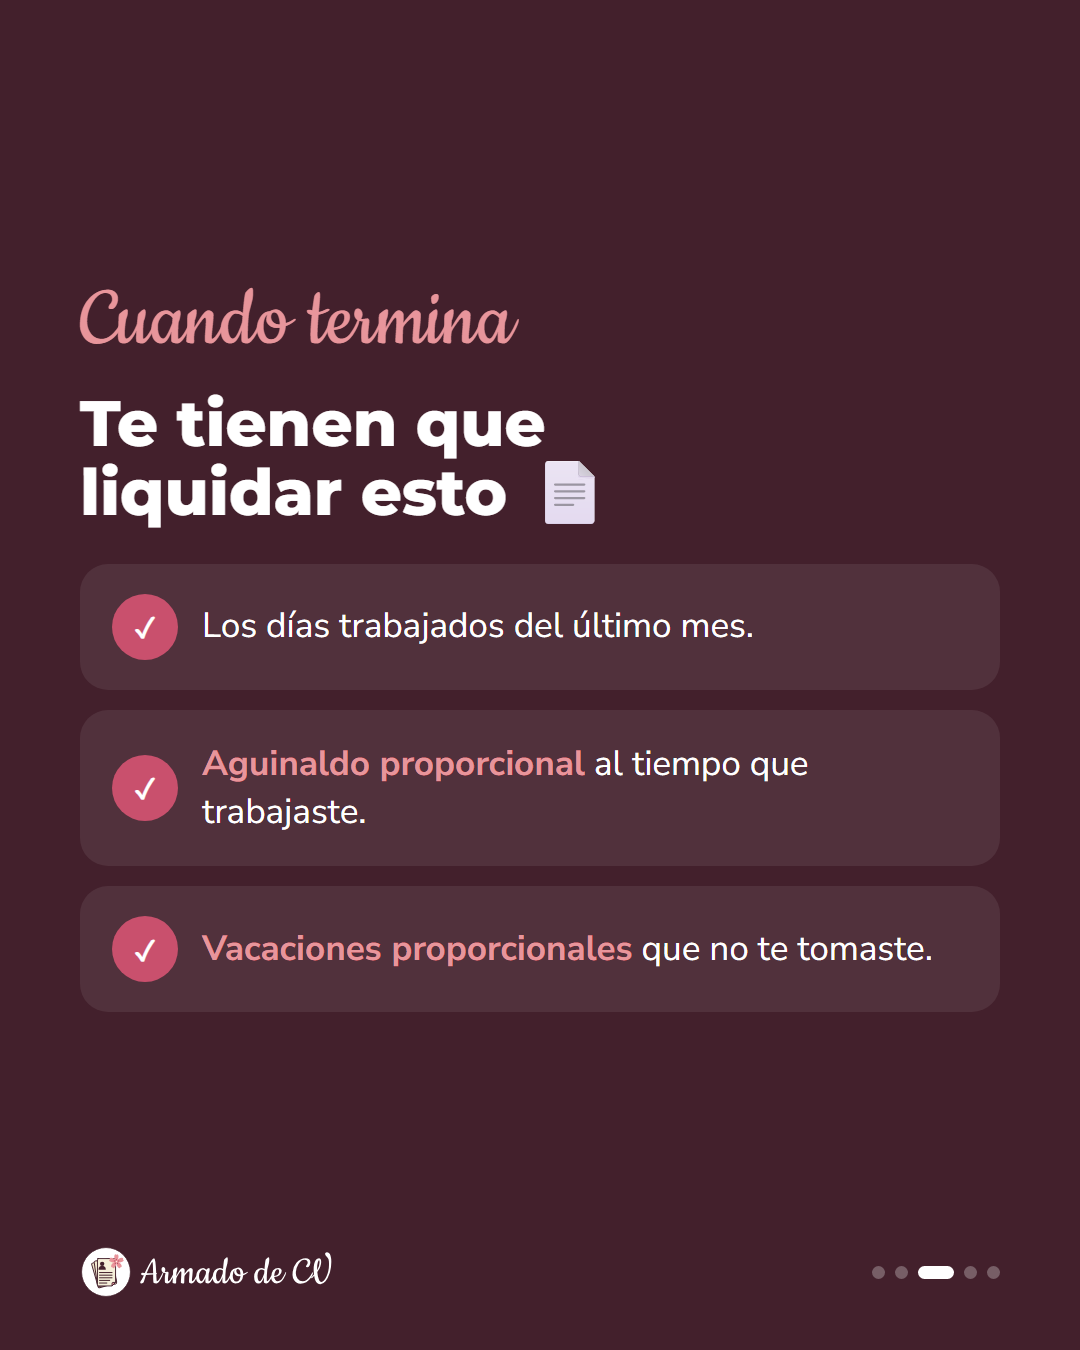 Cuando termina
Te tienen que
liquidar esto
Los días trabajados del último mes.
Aguinaldo proporcional al tiempo que
trabajaste.
Vacaciones proporcionales que no te tomaste.
Armado de CV